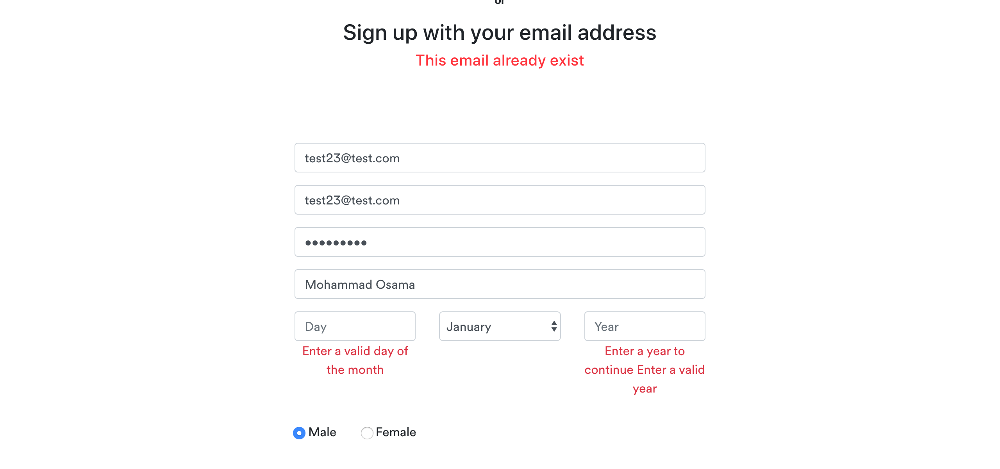 or
Sign up with your email address
This email already exist
test23@test.com
test23@test.com
•••••••••
Mohammad Osama
Day
January
Year
Enter a valid day of
the month
Enter a year to
continue Enter a valid
year
Male
Female